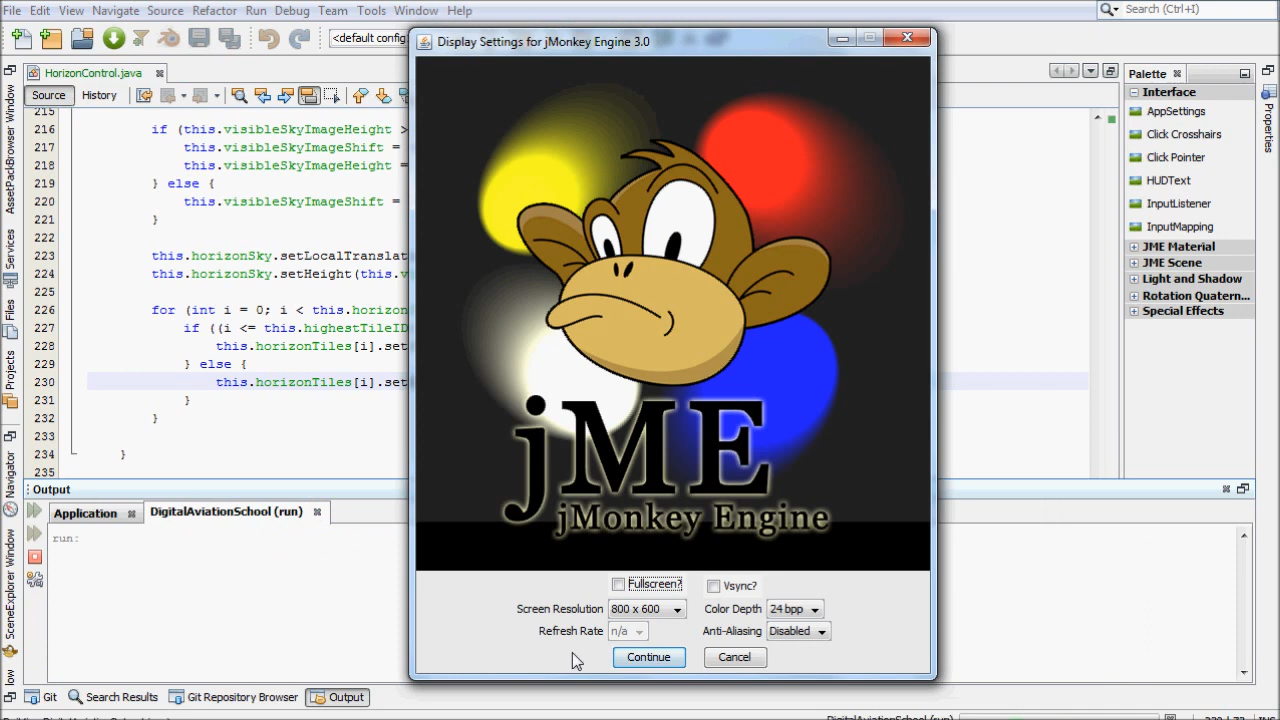 File Edit View Navigate Source Refactor Run Debug Team Tools Window Help
Search (Ctrl+I)
<default config
Display Settings for jMonkey Engine 3.0
HorizonControl.java
Source History
215
216 if (this.visibleSkyImageHeight >
217 this.visibleSkyImageShift =
218 this.visibleSkyImageHeight =
219 } else {
220 this.visibleSkyImageShift =
221 }
222
223 this.horizonSky.setLocalTranslat
224 this.horizonSky.setHeight(this.v
225
226 for (int i = 0; i < this.horizon
227 if ((i <= this.highestTileID
228 this.horizonTiles[i].set
229 } else {
230 this.horizonTiles[i].set
231 }
232 }
233
234 }
235
AssetPackBrowser Window
Services
Files
Projects
Navigator
SceneExplorer Window
Palette
Interface
AppSettings
Click Crosshairs
Click Pointer
HUDText
InputListener
InputMapping
JME Material
JME Scene
Light and Shadow
Rotation Quatern...
Special Effects
Properties
jME
jMonkey Engine
Fullscreen? Vsync?
Screen Resolution 800 x 600 Color Depth 24 bpp
Refresh Rate n/a Anti-Aliasing Disabled
Continue Cancel
Output
Application DigitalAviationSchool (run)
run:
Git Search Results Git Repository Browser Output
DigitalAviationSchool (run)